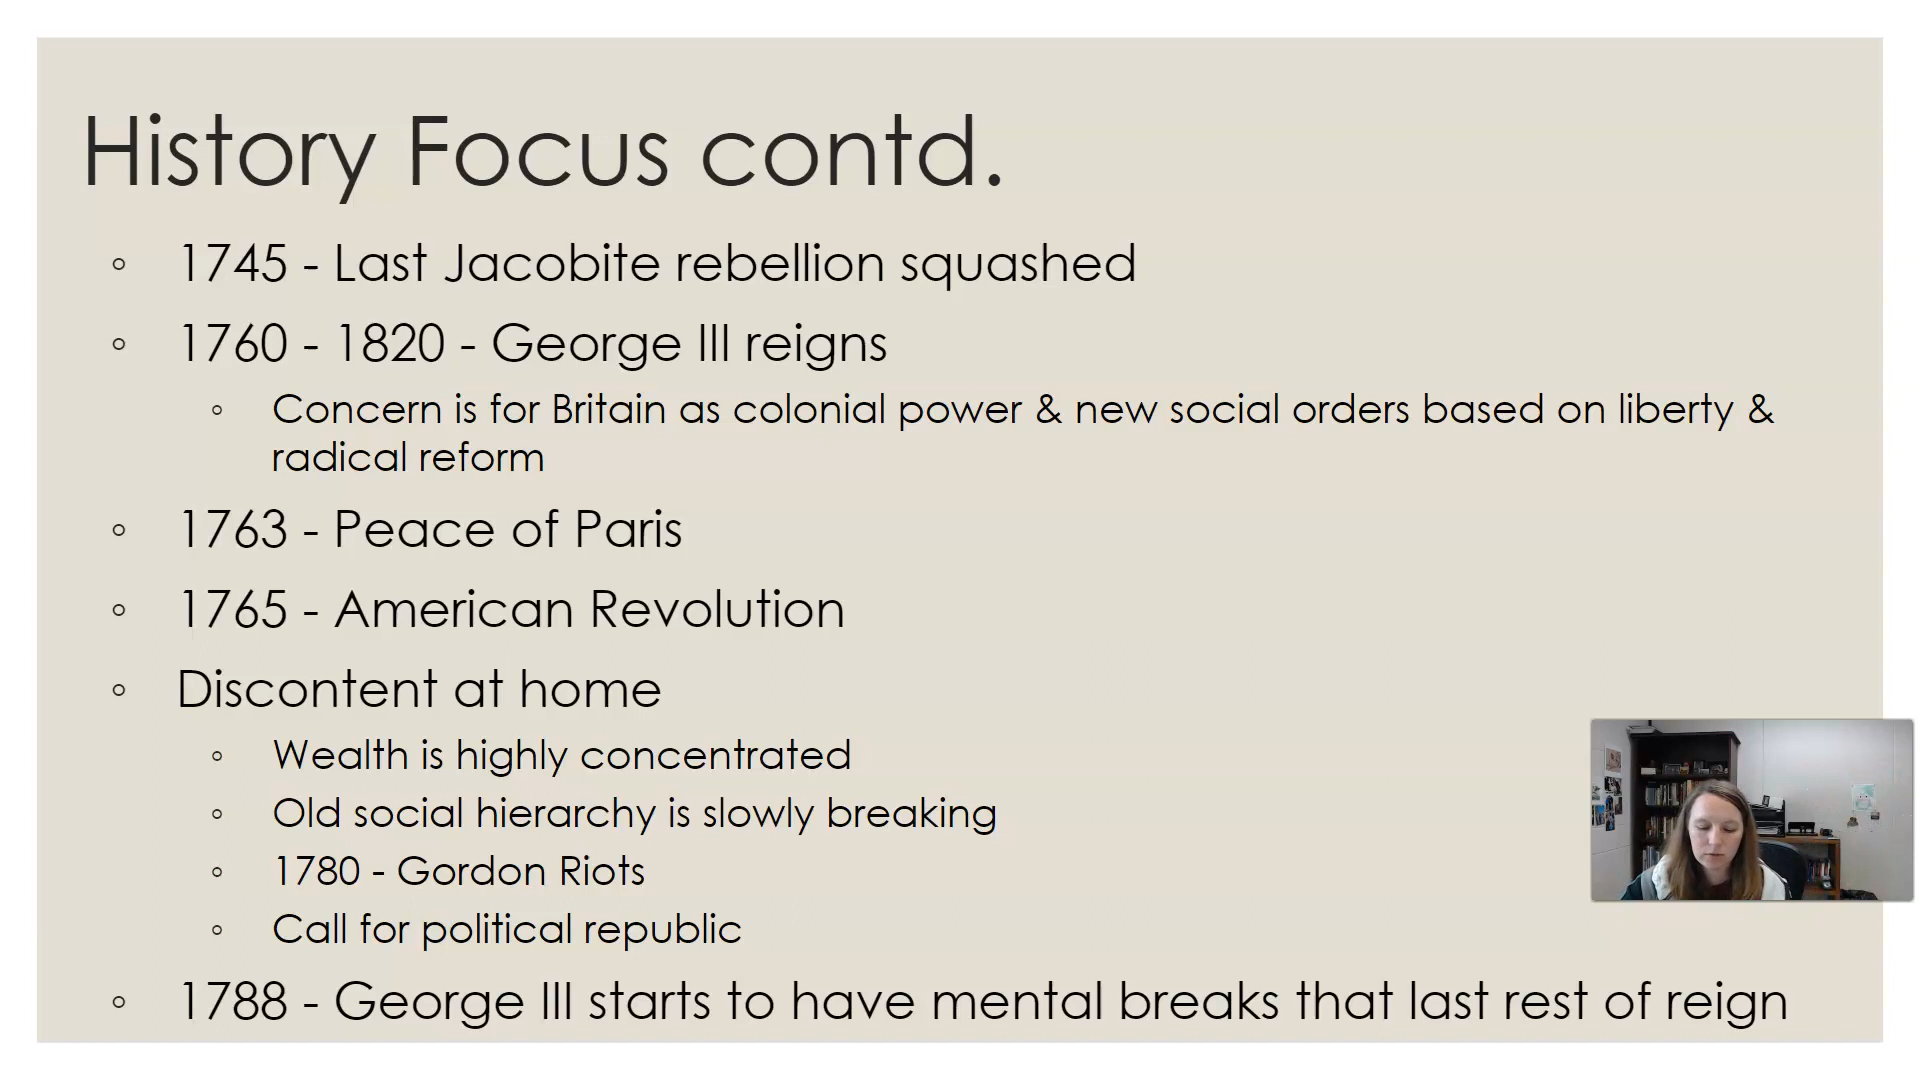 History Focus contd.
1745 - Last Jacobite rebellion squashed
1760 - 1820 - George III reigns
Concern is for Britain as colonial power & new social orders based on liberty &
radical reform
1763 - Peace of Paris
1765 - American Revolution
Discontent at home
Wealth is highly concentrated
Old social hierarchy is slowly breaking
1780 - Gordon Riots
Call for political republic
1788 - George III starts to have mental breaks that last rest of reign